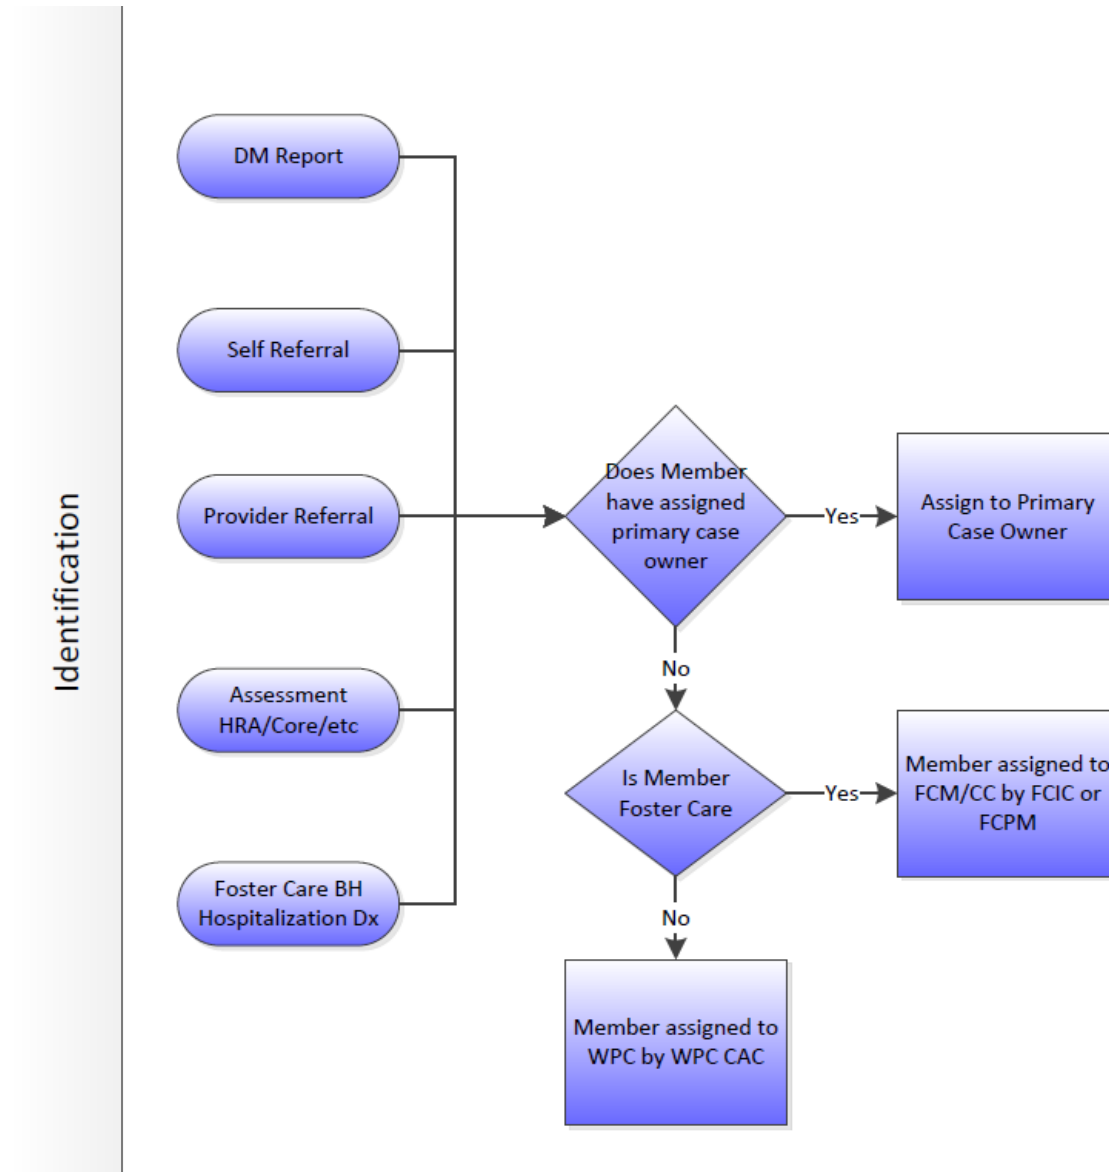 Identification
DM Report
Self Referral
Provider Referral
Assessment
HRA/Core/etc
Foster Care BH
Hospitalization Dx
Does Member
have assigned
primary case
owner
Yes
Assign to Primary
Case Owner
No
Is Member
Foster Care
Yes
Member assigned to
FCM/CC by FCIC or
FCPM
No
Member assigned to
WPC by WPC CAC